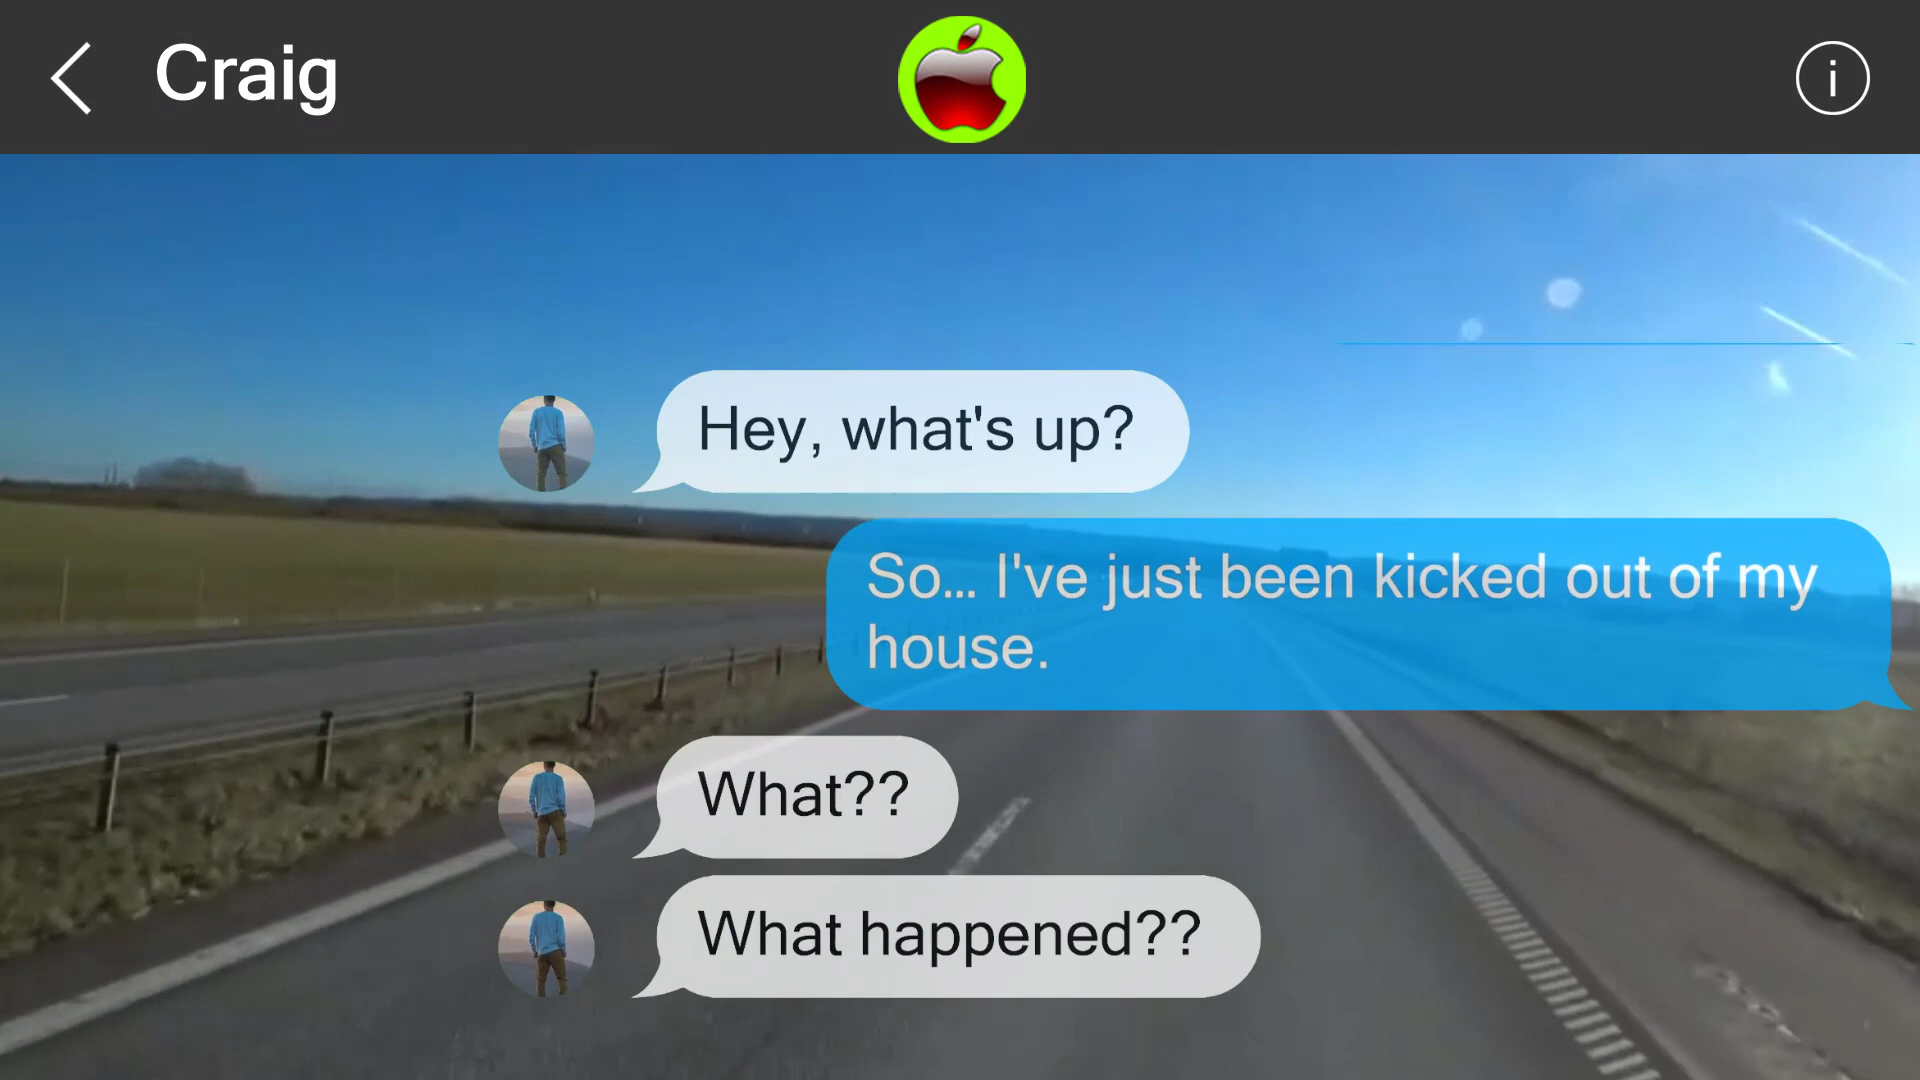 Craig
Hey, what's up?
So... I've just been kicked out of my
house.
What??
What happened??